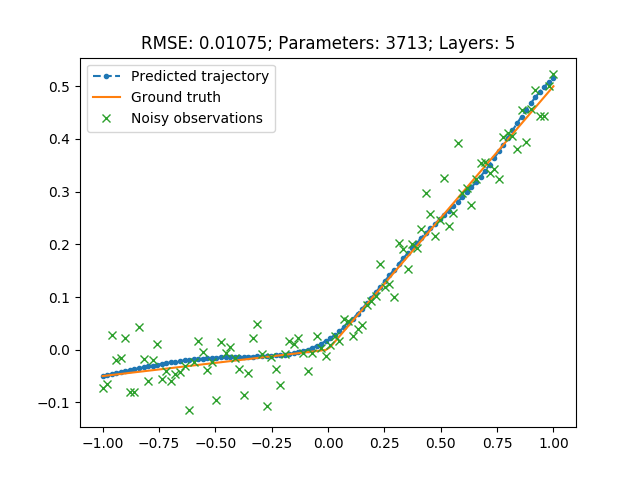 RMSE: 0.01075; Parameters: 3713; Layers: 5
Predicted trajectory
Ground truth
Noisy observations
0.5
0.4
0.3
0.2
0.1
0.0
−0.1
−1.00 −0.75 −0.50 −0.25 0.00 0.25 0.50 0.75 1.00